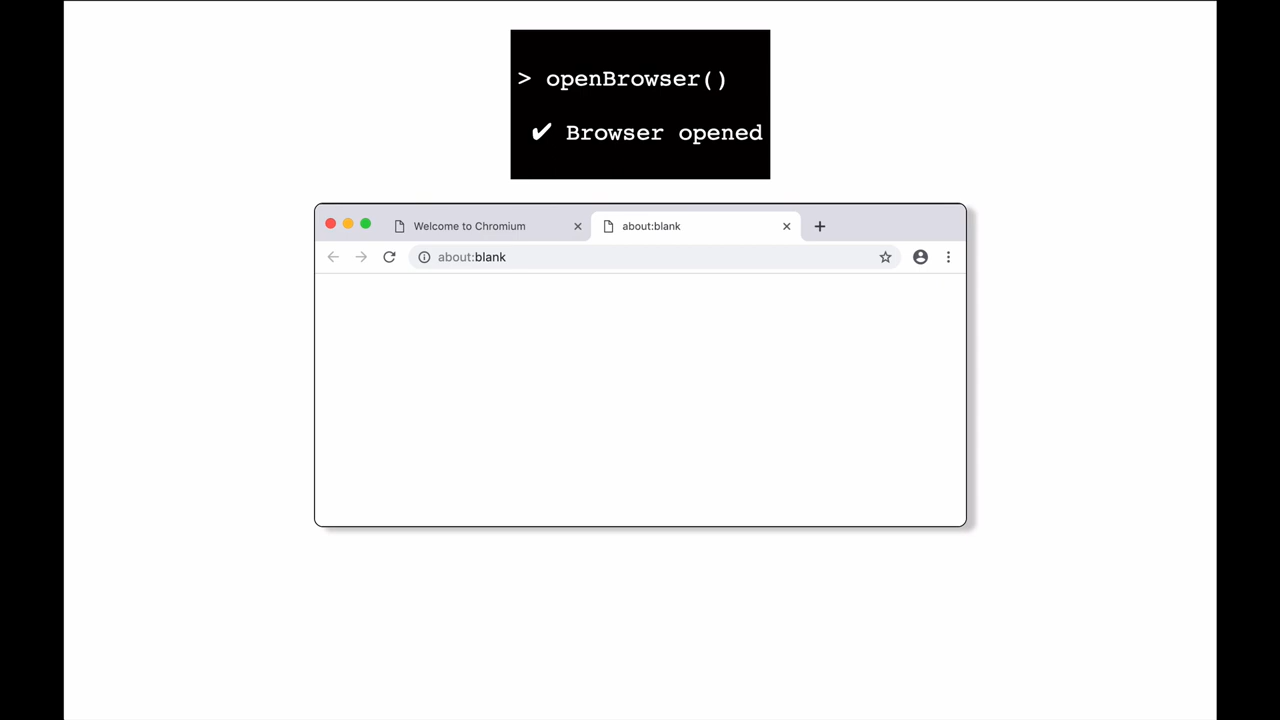 > openBrowser()
✔ Browser opened
Welcome to Chromium
about:blank
about:blank